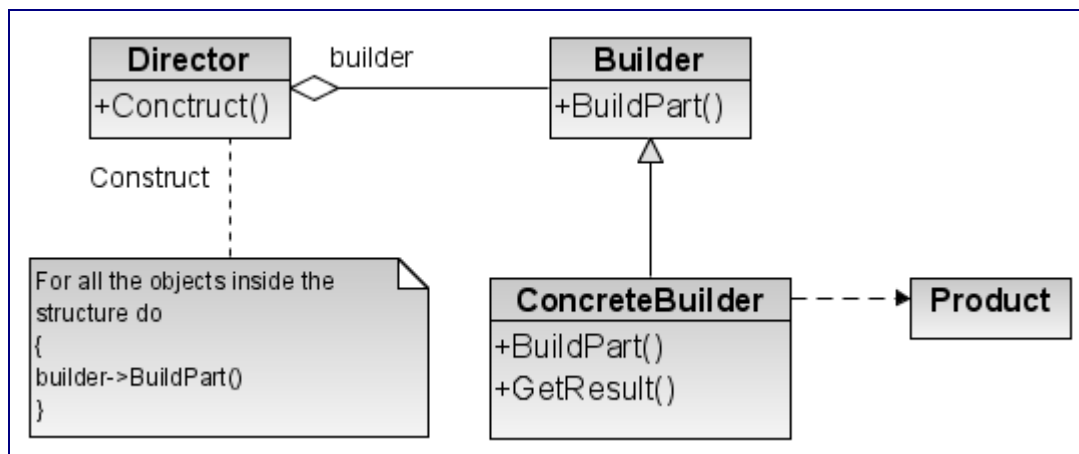 Director
+Conctruct()
builder
Builder
+BuildPart()
Construct
For all the objects inside the
structure do
{
builder->BuildPart()
}
ConcreteBuilder
+BuildPart()
+GetResult()
Product